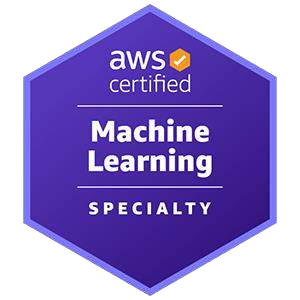 aws
certified
Machine
Learning
SPECIALTY